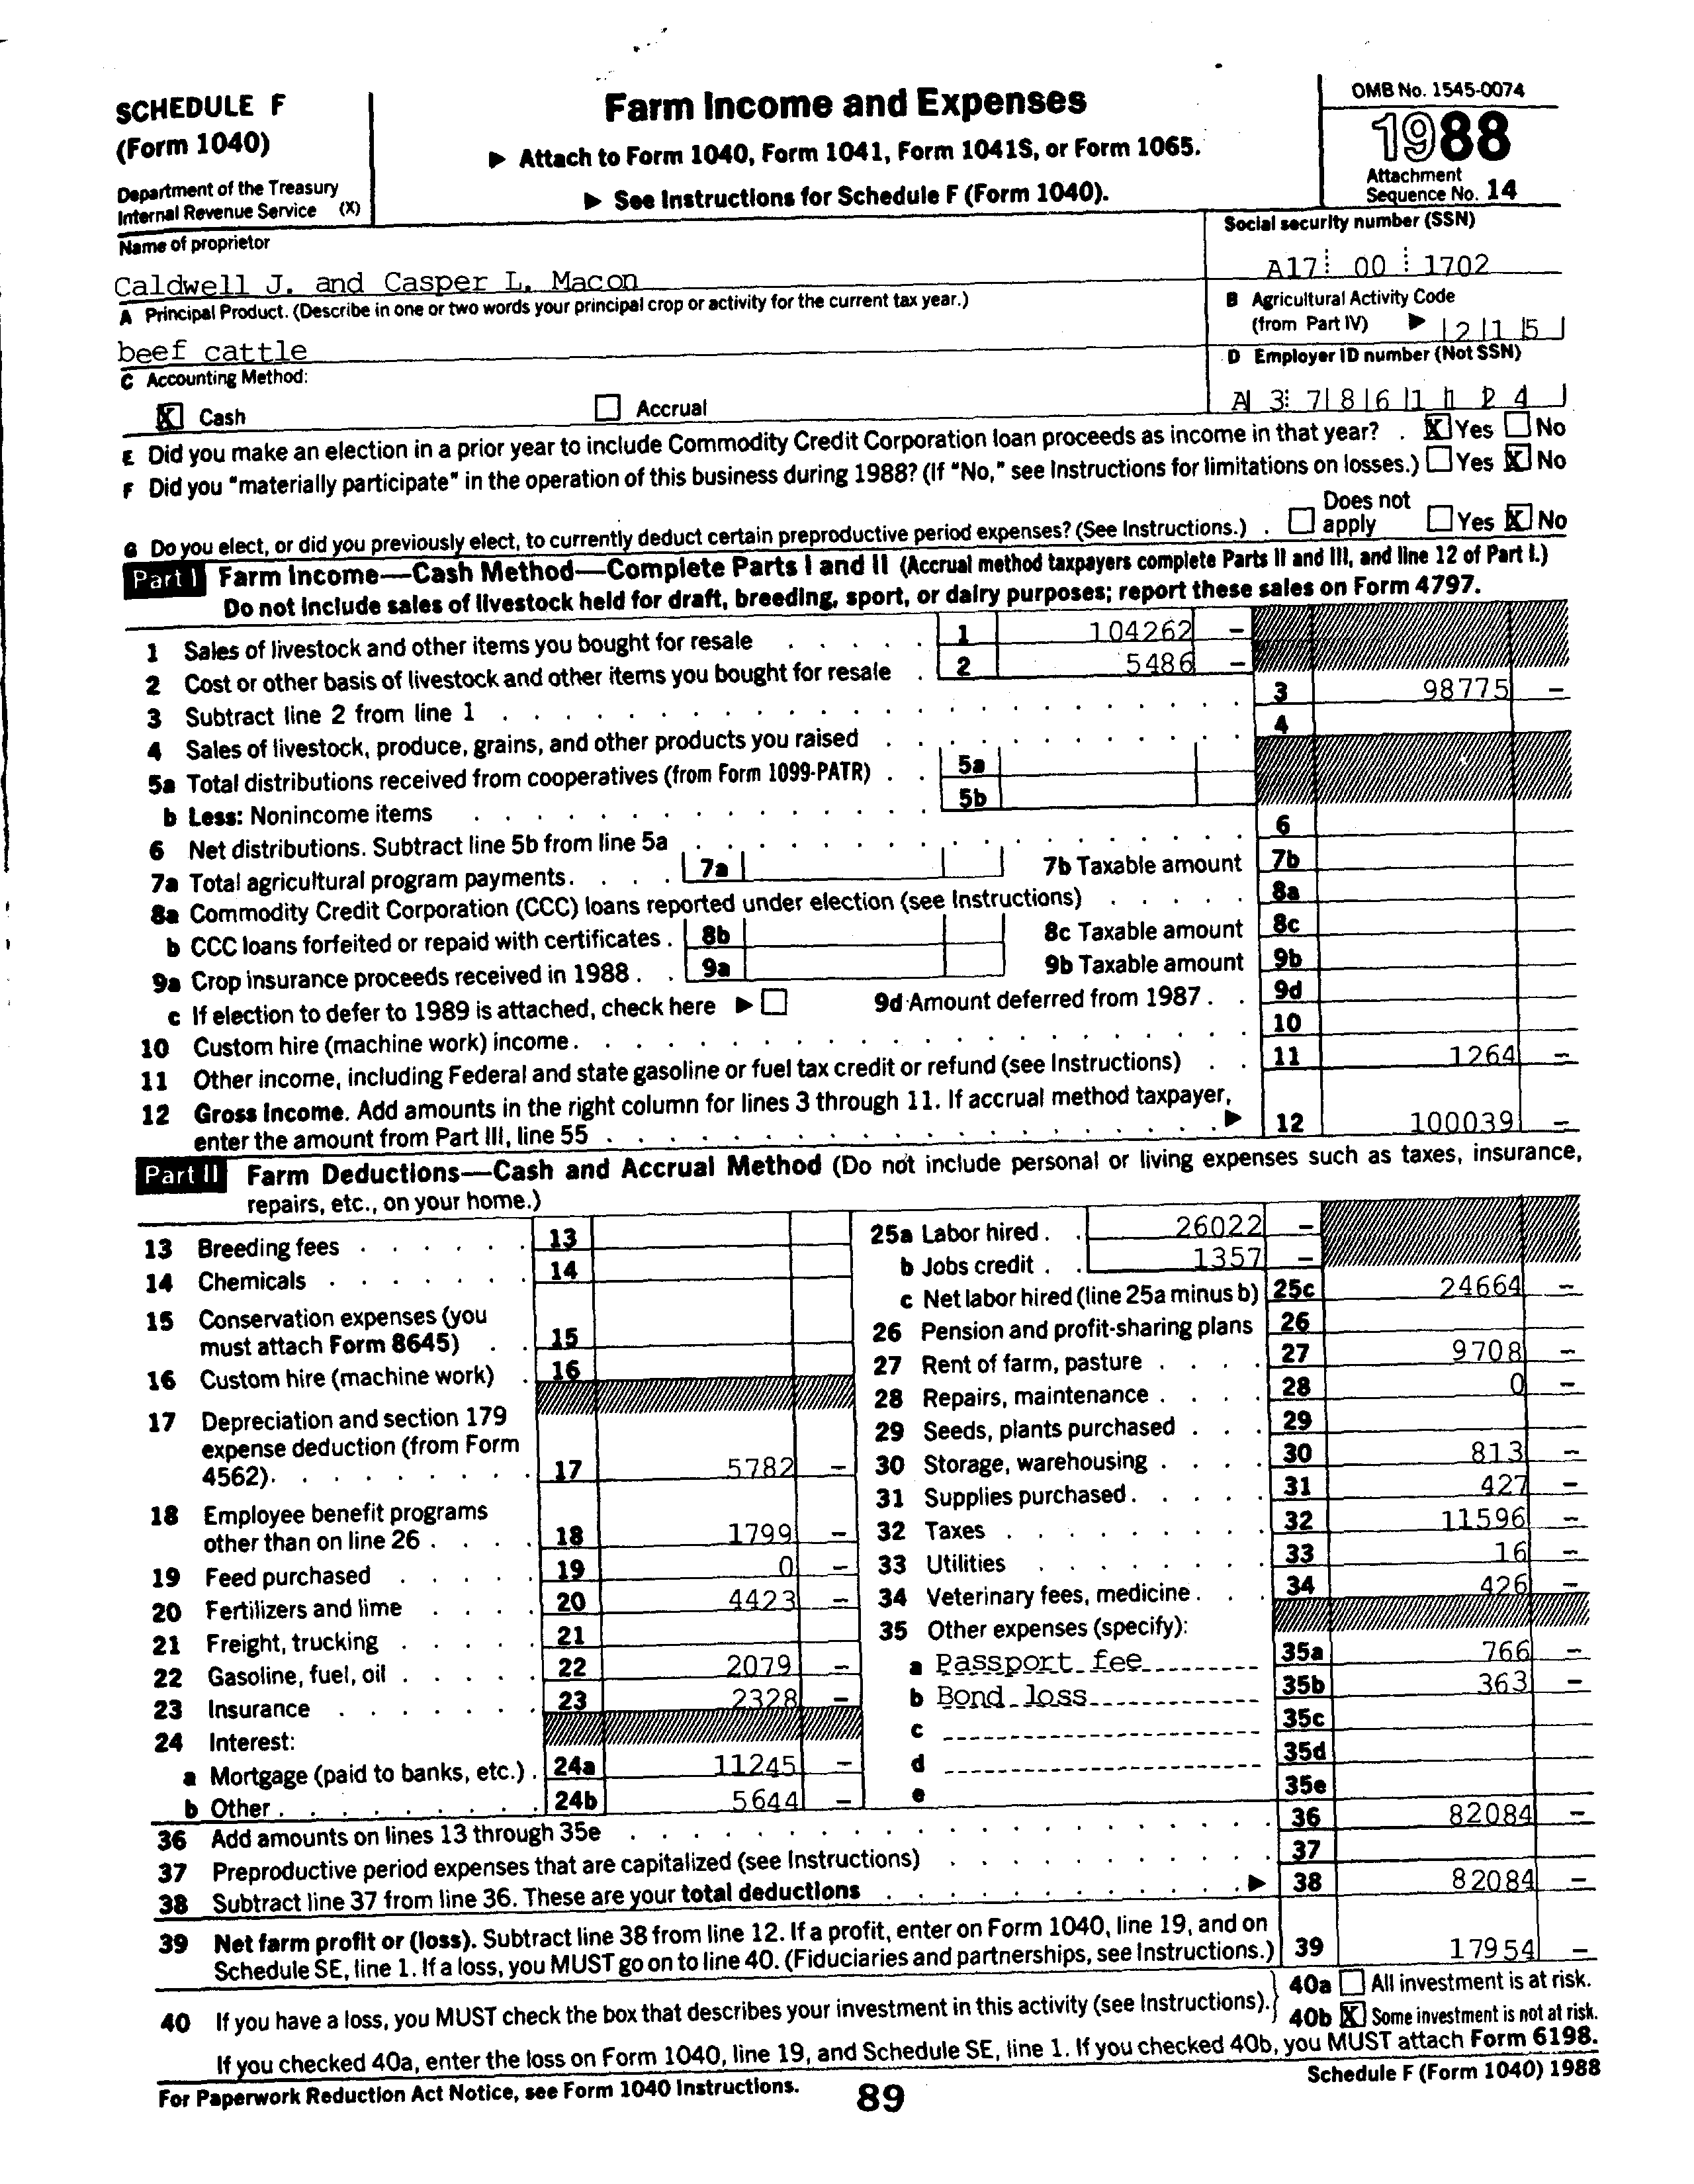 SCHEDULE F
(Form 1040)
Department of the Treasury
Internal Revenue Service (X)
Farm Income and Expenses
▶ Attach to Form 1040, Form 1041, Form 1041S, or Form 1065.
▶ See Instructions for Schedule F (Form 1040).
OMB No. 1545-0074
1988
Attachment
Sequence No. 14
Name of proprietor
Caldwell J. and Casper L. Macon
Social security number (SSN)
A17 00 1702
A Principal Product. (Describe in one or two words your principal crop or activity for the current tax year.)
beef cattle
B Agricultural Activity Code
(from Part IV) ▶ 2 1 5
C Accounting Method:
X Cash Accrual
D Employer ID number (Not SSN)
A 3 7 8 6 1 1 2 4
E Did you make an election in a prior year to include Commodity Credit Corporation loan proceeds as income in that year? . X Yes No
F Did you "materially participate" in the operation of this business during 1988? (If "No," see Instructions for limitations on losses.) Yes X No
G Do you elect, or did you previously elect, to currently deduct certain preproductive period expenses? (See Instructions.) . Does not apply Yes X No
Part I Farm Income—Cash Method—Complete Parts I and II (Accrual method taxpayers complete Parts II and III, and line 12 of Part I.)
Do not include sales of livestock held for draft, breeding, sport, or dairy purposes; report these sales on Form 4797.
1 Sales of livestock and other items you bought for resale 1 104262 –
2 Cost or other basis of livestock and other items you bought for resale 2 5486 –
3 Subtract line 2 from line 1 3 98775 –
4 Sales of livestock, produce, grains, and other products you raised 4
5a Total distributions received from cooperatives (from Form 1099-PATR) 5a
b Less: Nonincome items 5b
6 Net distributions. Subtract line 5b from line 5a 6
7a Total agricultural program payments. 7a 7b Taxable amount 7b
8a Commodity Credit Corporation (CCC) loans reported under election (see Instructions) 8a
b CCC loans forfeited or repaid with certificates . 8b 8c Taxable amount 8c
9a Crop insurance proceeds received in 1988 . 9a 9b Taxable amount 9b
c If election to defer to 1989 is attached, check here ▶ 9d Amount deferred from 1987 . 9d
10 Custom hire (machine work) income. 10
11 Other income, including Federal and state gasoline or fuel tax credit or refund (see Instructions) 11 1264 –
12 Gross Income. Add amounts in the right column for lines 3 through 11. If accrual method taxpayer,
enter the amount from Part III, line 55 ▶ 12 100039 –
Part II Farm Deductions—Cash and Accrual Method (Do not include personal or living expenses such as taxes, insurance,
repairs, etc., on your home.)
13 Breeding fees 13
14 Chemicals 14
15 Conservation expenses (you
must attach Form 8645) 15
16 Custom hire (machine work) 16
17 Depreciation and section 179
expense deduction (from Form
4562). 17 5782 –
18 Employee benefit programs
other than on line 26 . 18 1799 –
19 Feed purchased 19 0 –
20 Fertilizers and lime 20 4423 –
21 Freight, trucking 21
22 Gasoline, fuel, oil 22 2079 –
23 Insurance 23 2328 –
24 Interest:
a Mortgage (paid to banks, etc.) . 24a 11245 –
b Other . 24b 5644 –
25a Labor hired . 26022 –
b Jobs credit . 1357 –
c Net labor hired (line 25a minus b) 25c 24664 –
26 Pension and profit-sharing plans 26
27 Rent of farm, pasture 27 9708 –
28 Repairs, maintenance 28 0 –
29 Seeds, plants purchased 29
30 Storage, warehousing 30 813 –
31 Supplies purchased. 31 427 –
32 Taxes 32 11596 –
33 Utilities 33 16 –
34 Veterinary fees, medicine . 34 426 –
35 Other expenses (specify):
a Passport fee 35a 766 –
b Bond loss 35b 363 –
c 35c
d 35d
e 35e
36 Add amounts on lines 13 through 35e 36 82084 –
37 Preproductive period expenses that are capitalized (see Instructions) 37
38 Subtract line 37 from line 36. These are your total deductions ▶ 38 82084 –
39 Net farm profit or (loss). Subtract line 38 from line 12. If a profit, enter on Form 1040, line 19, and on
Schedule SE, line 1. If a loss, you MUST go on to line 40. (Fiduciaries and partnerships, see Instructions.) 39 17954 –
40 If you have a loss, you MUST check the box that describes your investment in this activity (see Instructions).
40a All investment is at risk.
40b X Some investment is not at risk.
If you checked 40a, enter the loss on Form 1040, line 19, and Schedule SE, line 1. If you checked 40b, you MUST attach Form 6198.
For Paperwork Reduction Act Notice, see Form 1040 Instructions.
89
Schedule F (Form 1040) 1988